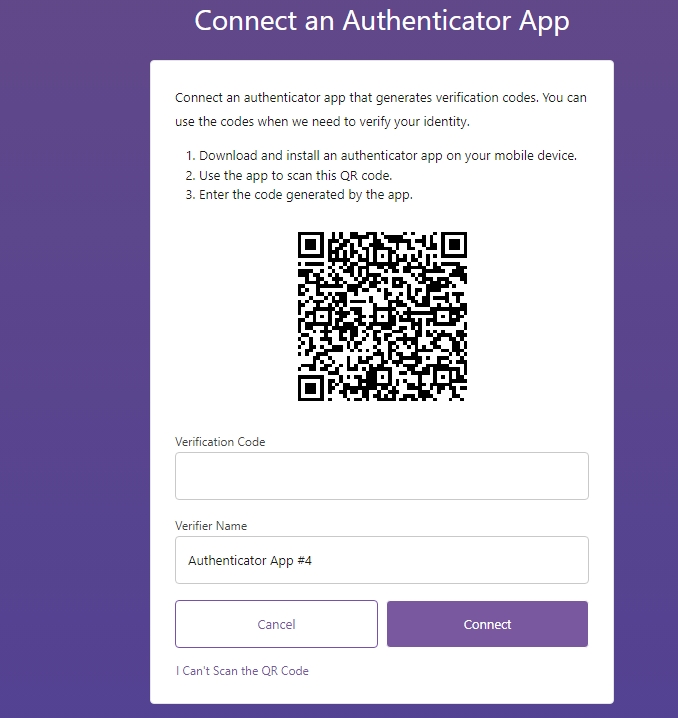 Connect an Authenticator App
Connect an authenticator app that generates verification codes. You can
use the codes when we need to verify your identity.
1. Download and install an authenticator app on your mobile device.
2. Use the app to scan this QR code.
3. Enter the code generated by the app.
Verification Code
Verifier Name
Authenticator App #4
Cancel
Connect
I Can't Scan the QR Code